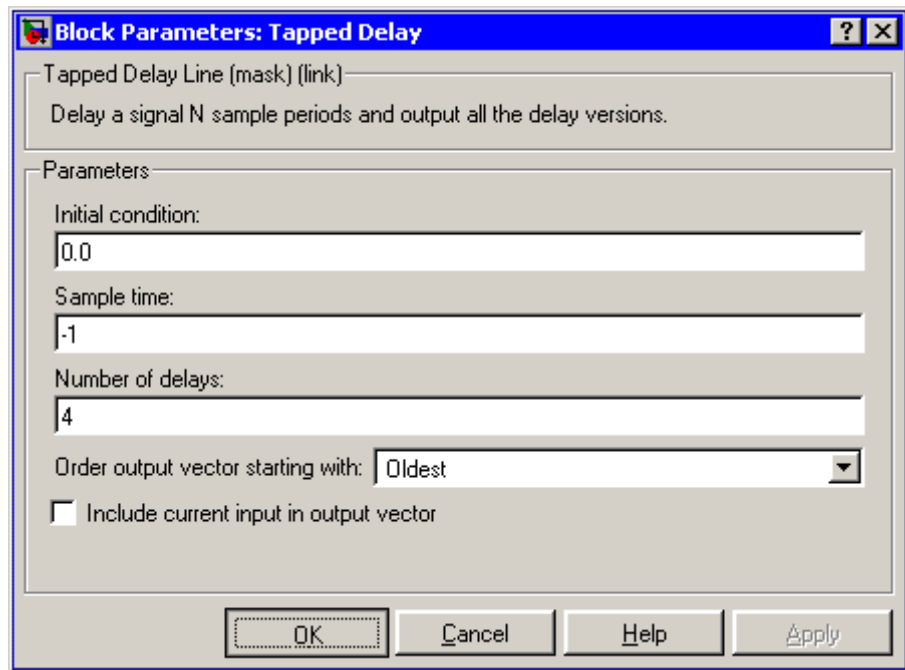 Block Parameters: Tapped Delay
Tapped Delay Line (mask) (link)
Delay a signal N sample periods and output all the delay versions.
Parameters
Initial condition:
0.0
Sample time:
-1
Number of delays:
4
Order output vector starting with: Oldest
Include current input in output vector
OK Cancel Help Apply